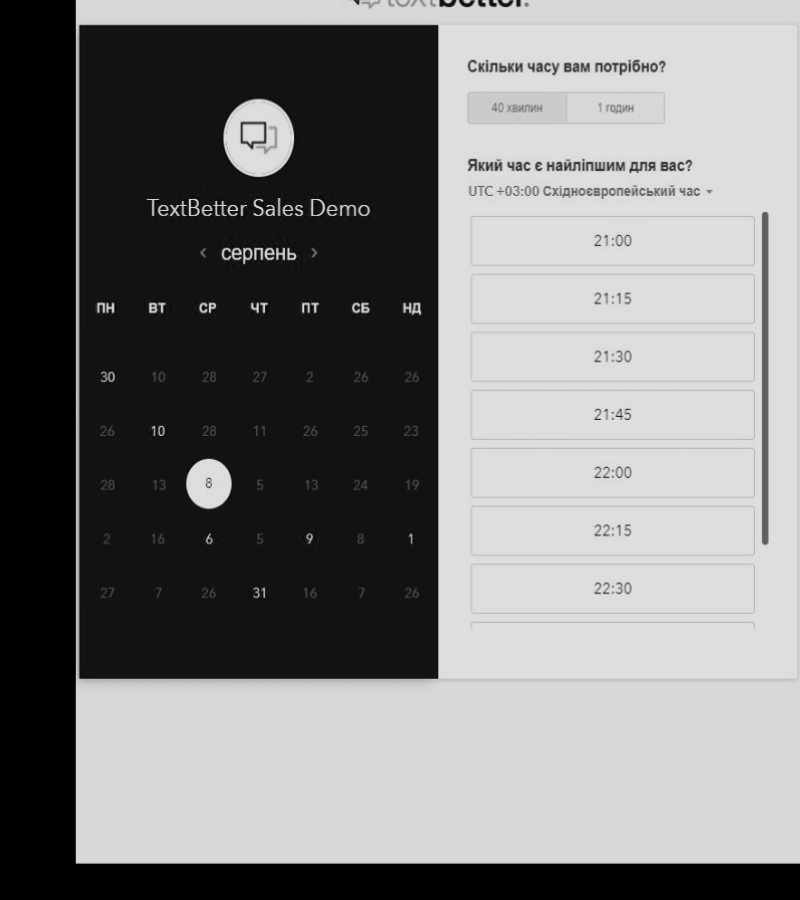 textbetter.
TextBetter Sales Demo
серпень
ПН ВТ СР ЧТ ПТ СБ НД
30 10 28 27 2 26 26
26 10 28 11 26 25 23
28 13 8 5 13 24 19
2 16 6 5 9 8 1
27 7 26 31 16 7 26
Скільки часу вам потрібно?
40 хвилин 1 годин
Який час є найліпшим для вас?
UTC +03:00 Східноєвропейський час
21:00
21:15
21:30
21:45
22:00
22:15
22:30